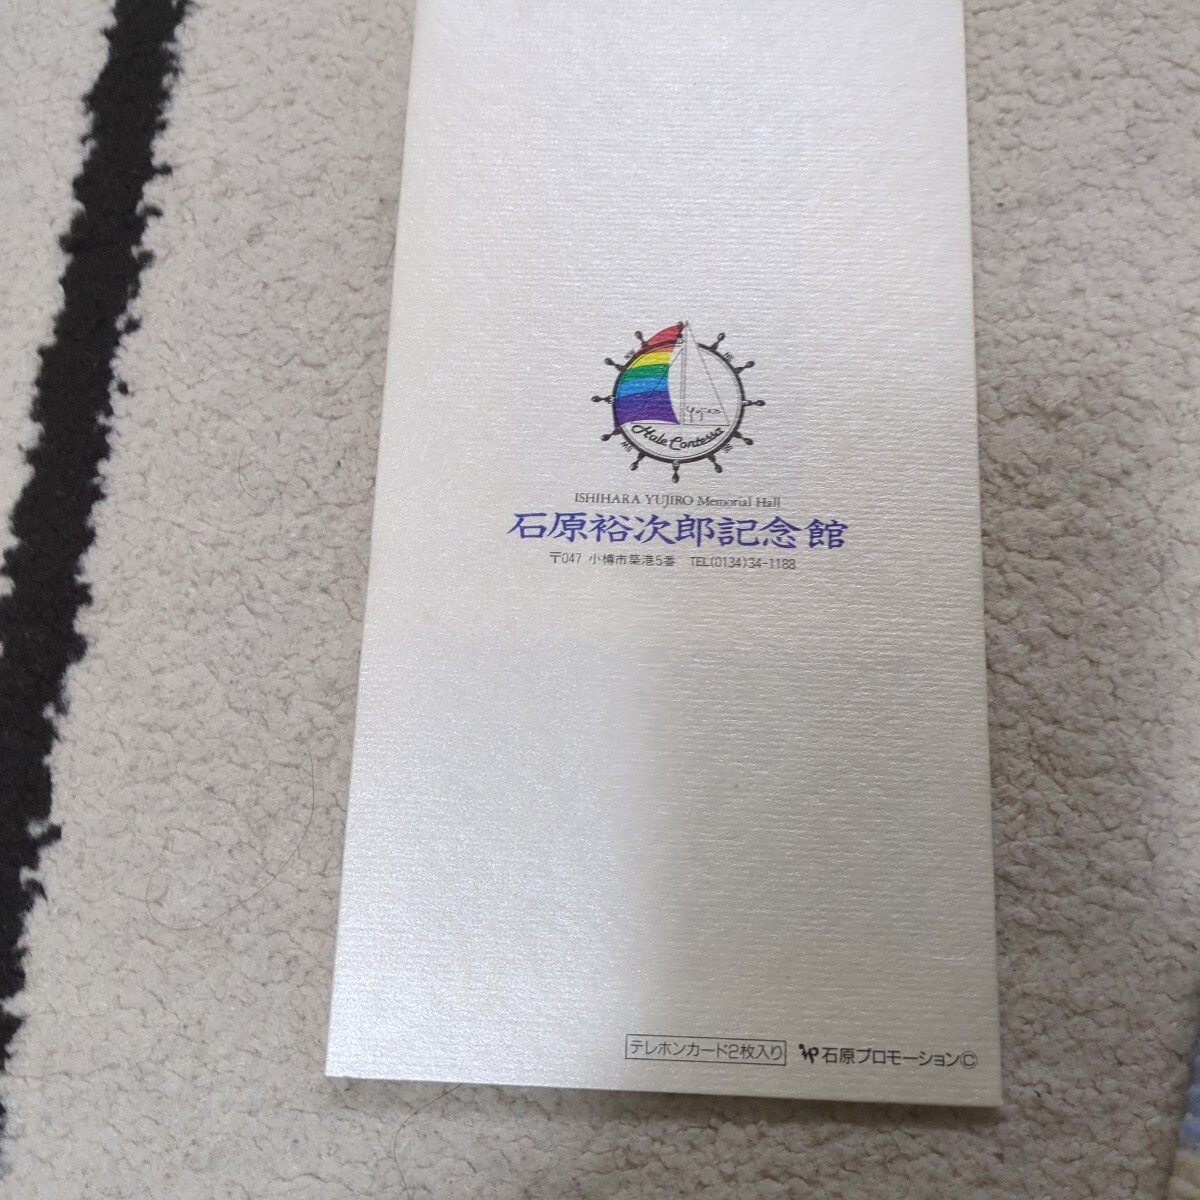 yujiro
Hale Contessa
ISHIHARA YUJIRO Memorial Hall
石原裕次郎記念館
〒047 小樽市築港5番 TEL(0134)34-1188
テレホンカード2枚入り
IP 石原プロモーション©